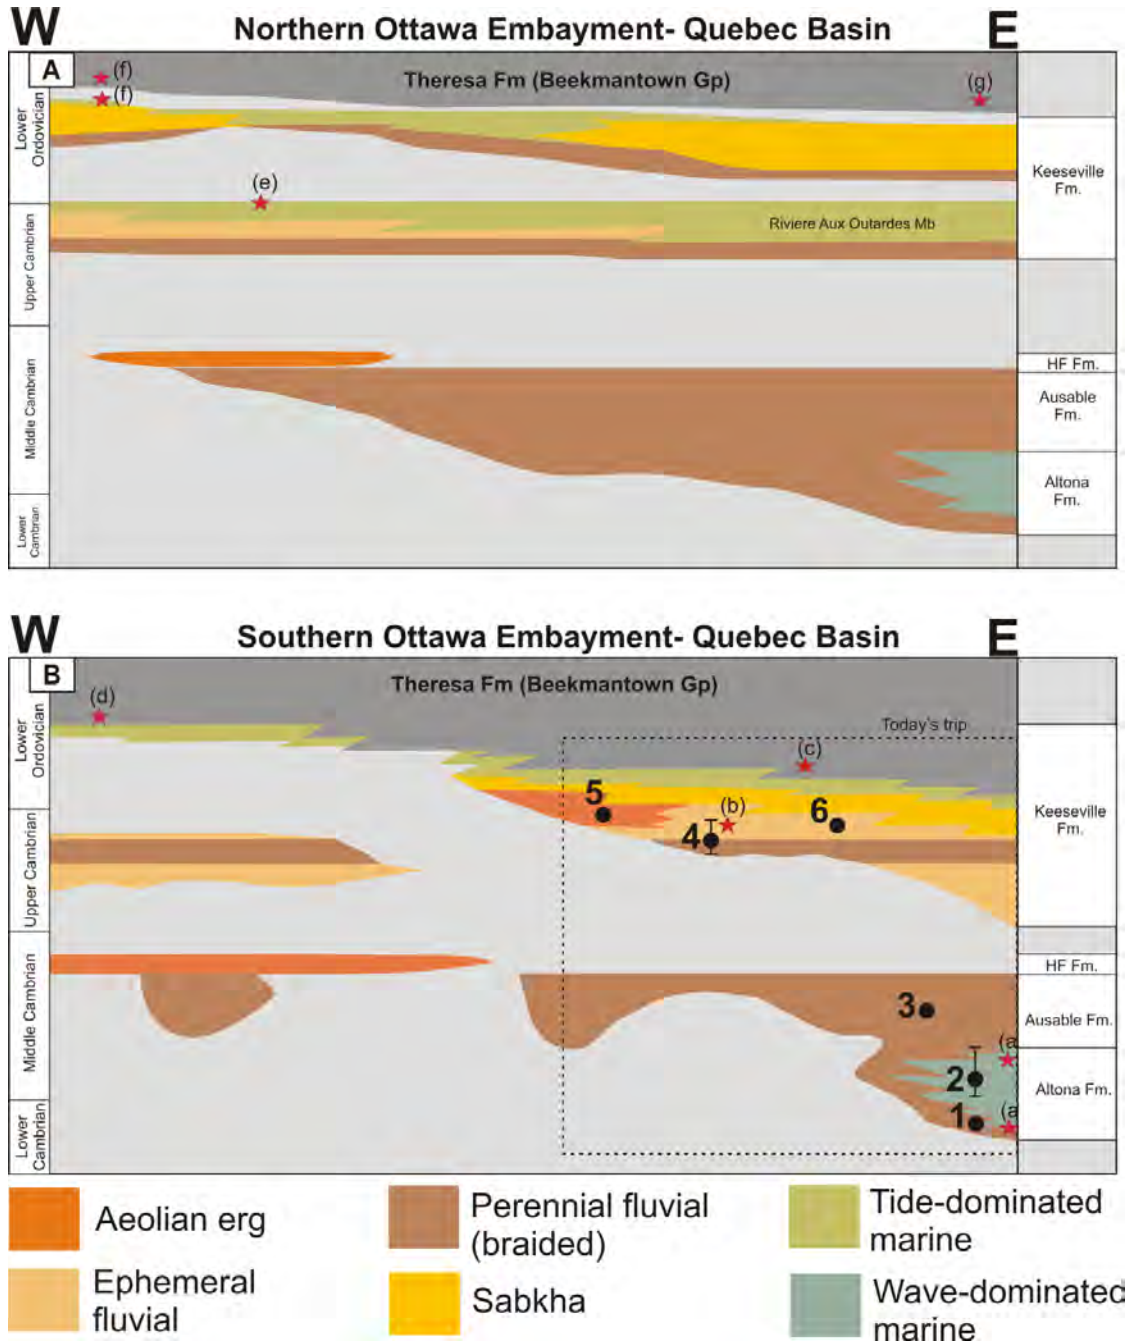 W Northern Ottawa Embayment- Quebec Basin E
A
(f)
Theresa Fm (Beekmantown Gp)
(f)
(g)
Lower
Ordovician
Keeseville
Fm.
(e)
Riviere Aux Outardes Mb
Upper Cambrian
HF Fm.
Middle Cambrian
Ausable
Fm.
Altona
Fm.
Lower
Cambrian
W Southern Ottawa Embayment- Quebec Basin E
B
(d)
Theresa Fm (Beekmantown Gp)
Today's trip
Lower
Ordovician
(c)
5
(b)
6
4
Keeseville
Fm.
Upper Cambrian
HF Fm.
Middle Cambrian
3
Ausable Fm.
(a
2
Altona Fm.
1
(a
Lower
Cambrian
Aeolian erg
Perennial fluvial
(braided)
Tide-dominated
marine
Ephemeral
fluvial
Sabkha
Wave-dominated
marine